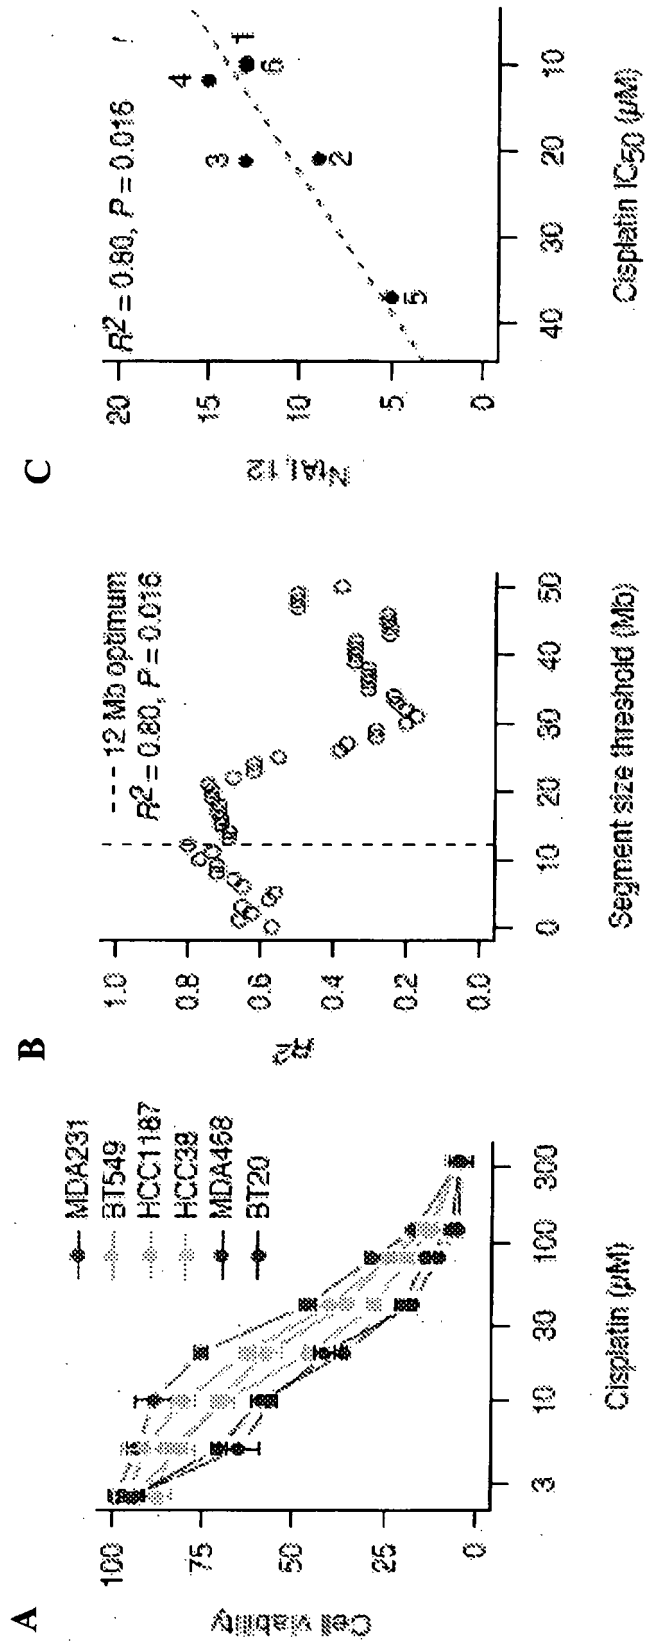 A
Cell viability
100
75
50
25
0
3
10
30
100
300
Cisplatin (µM)
MDA231
BT549
HCC1187
HCC38
MDA468
BT20
B
R2
1.0
0.8
0.6
0.4
0.2
0.0
0
10
20
30
40
50
Segment size threshold (Mb)
--- 12 Mb optimum
R2 = 0.80, P = 0.016
C
NtAI, 12
20
15
10
5
0
40
30
20
10
Cisplatin IC50 (µM)
R2 = 0.80, P = 0.016
4
1
6
3
2
5